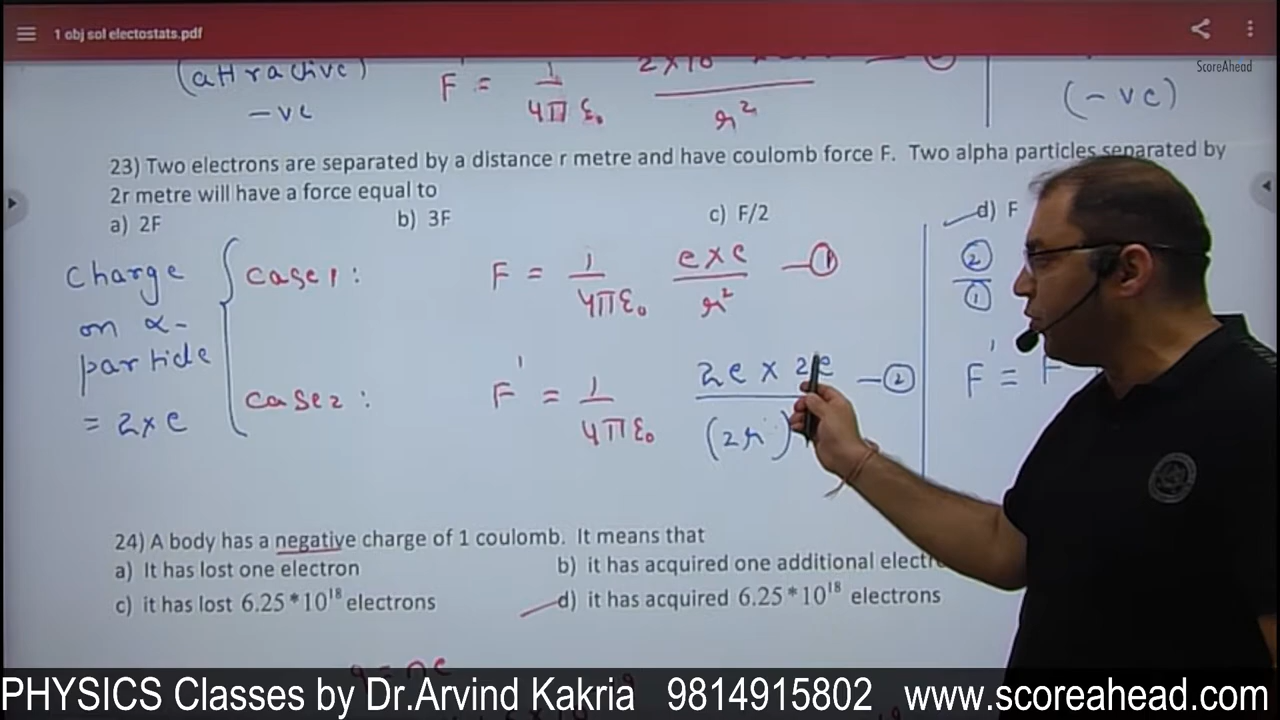 1 obj sol electostats.pdf
ScoreAhead
(attractive)
-ve
F' = 1/4πε₀
r²
(-ve)
23) Two electrons are separated by a distance r metre and have coulomb force F. Two alpha particles separated by
2r metre will have a force equal to
a) 2F b) 3F c) F/2 d) F
Charge
on α-
particle
= 2xe
case 1: F = 1/4πε₀ exe/r² —①
②/①
case 2: F' = 1/4πε₀ 2e x 2e/(2r) —②
F' = F
24) A body has a negative charge of 1 coulomb. It means that
a) It has lost one electron b) it has acquired one additional
c) it has lost 6.25*10¹⁸ electrons d) it has acquired 6.25*10¹⁸ electrons
q = ne
PHYSICS Classes by Dr.Arvind Kakria 9814915802 www.scoreahead.com